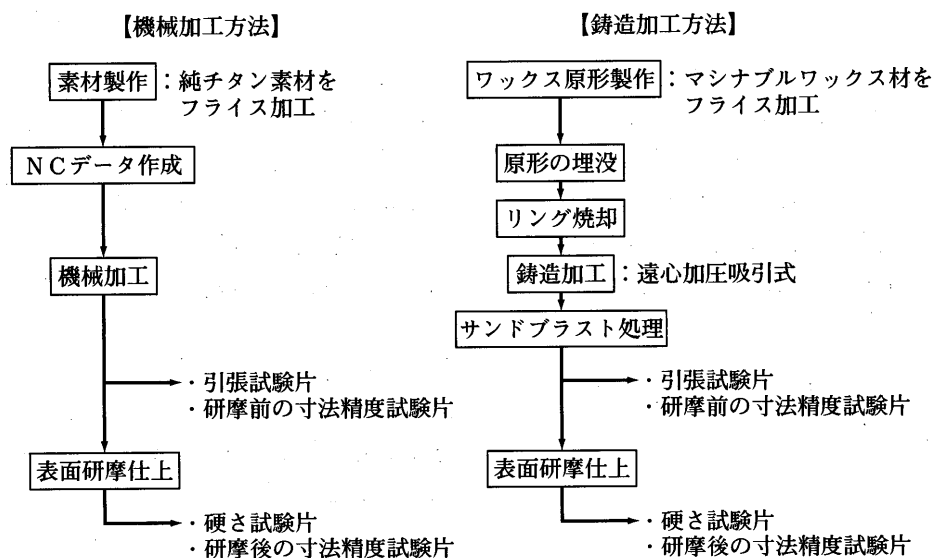 【機械加工方法】
素材製作：純チタン素材を
フライス加工
ＮＣデータ作成
機械加工
・引張試験片
・研摩前の寸法精度試験片
表面研摩仕上
・硬さ試験片
・研摩後の寸法精度試験片
【鋳造加工方法】
ワックス原形製作：マシナブルワックス材を
フライス加工
原形の埋没
リング焼却
鋳造加工：遠心加圧吸引式
サンドブラスト処理
・引張試験片
・研摩前の寸法精度試験片
表面研摩仕上
・硬さ試験片
・研摩後の寸法精度試験片